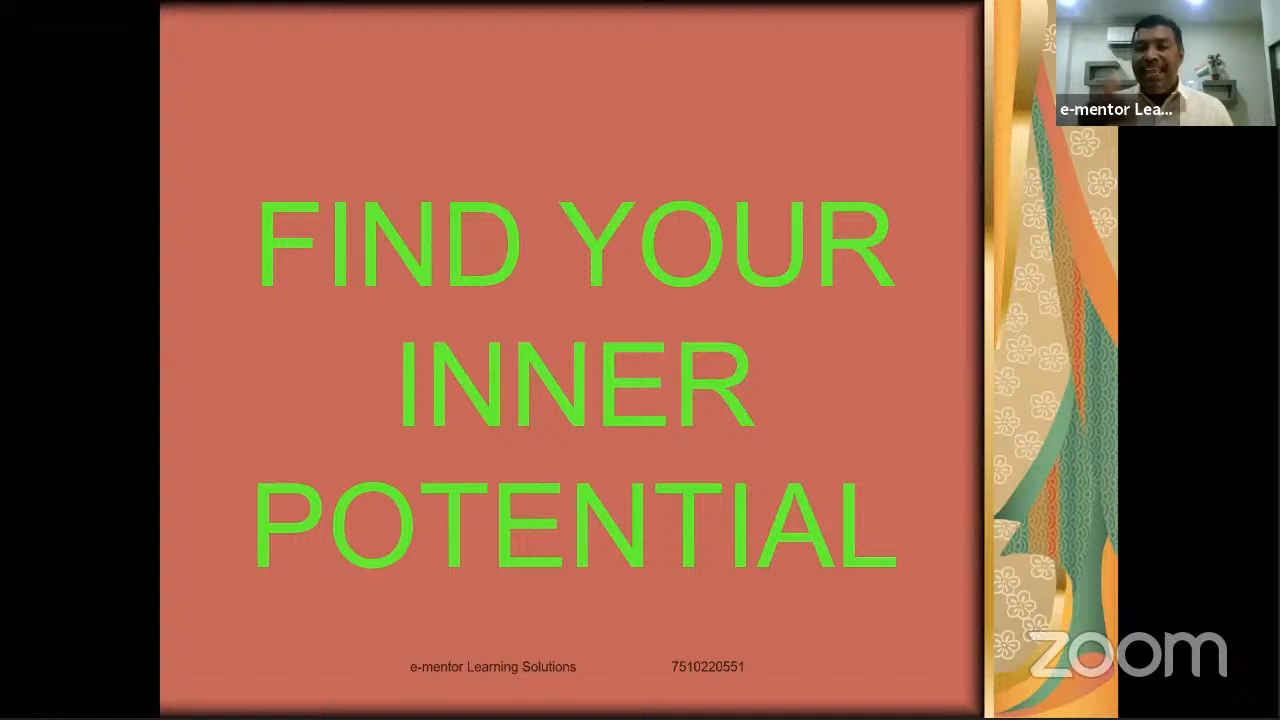 e-mentor Lea...
FIND YOUR
INNER
POTENTIAL
e-mentor Learning Solutions 7510220551
zoom